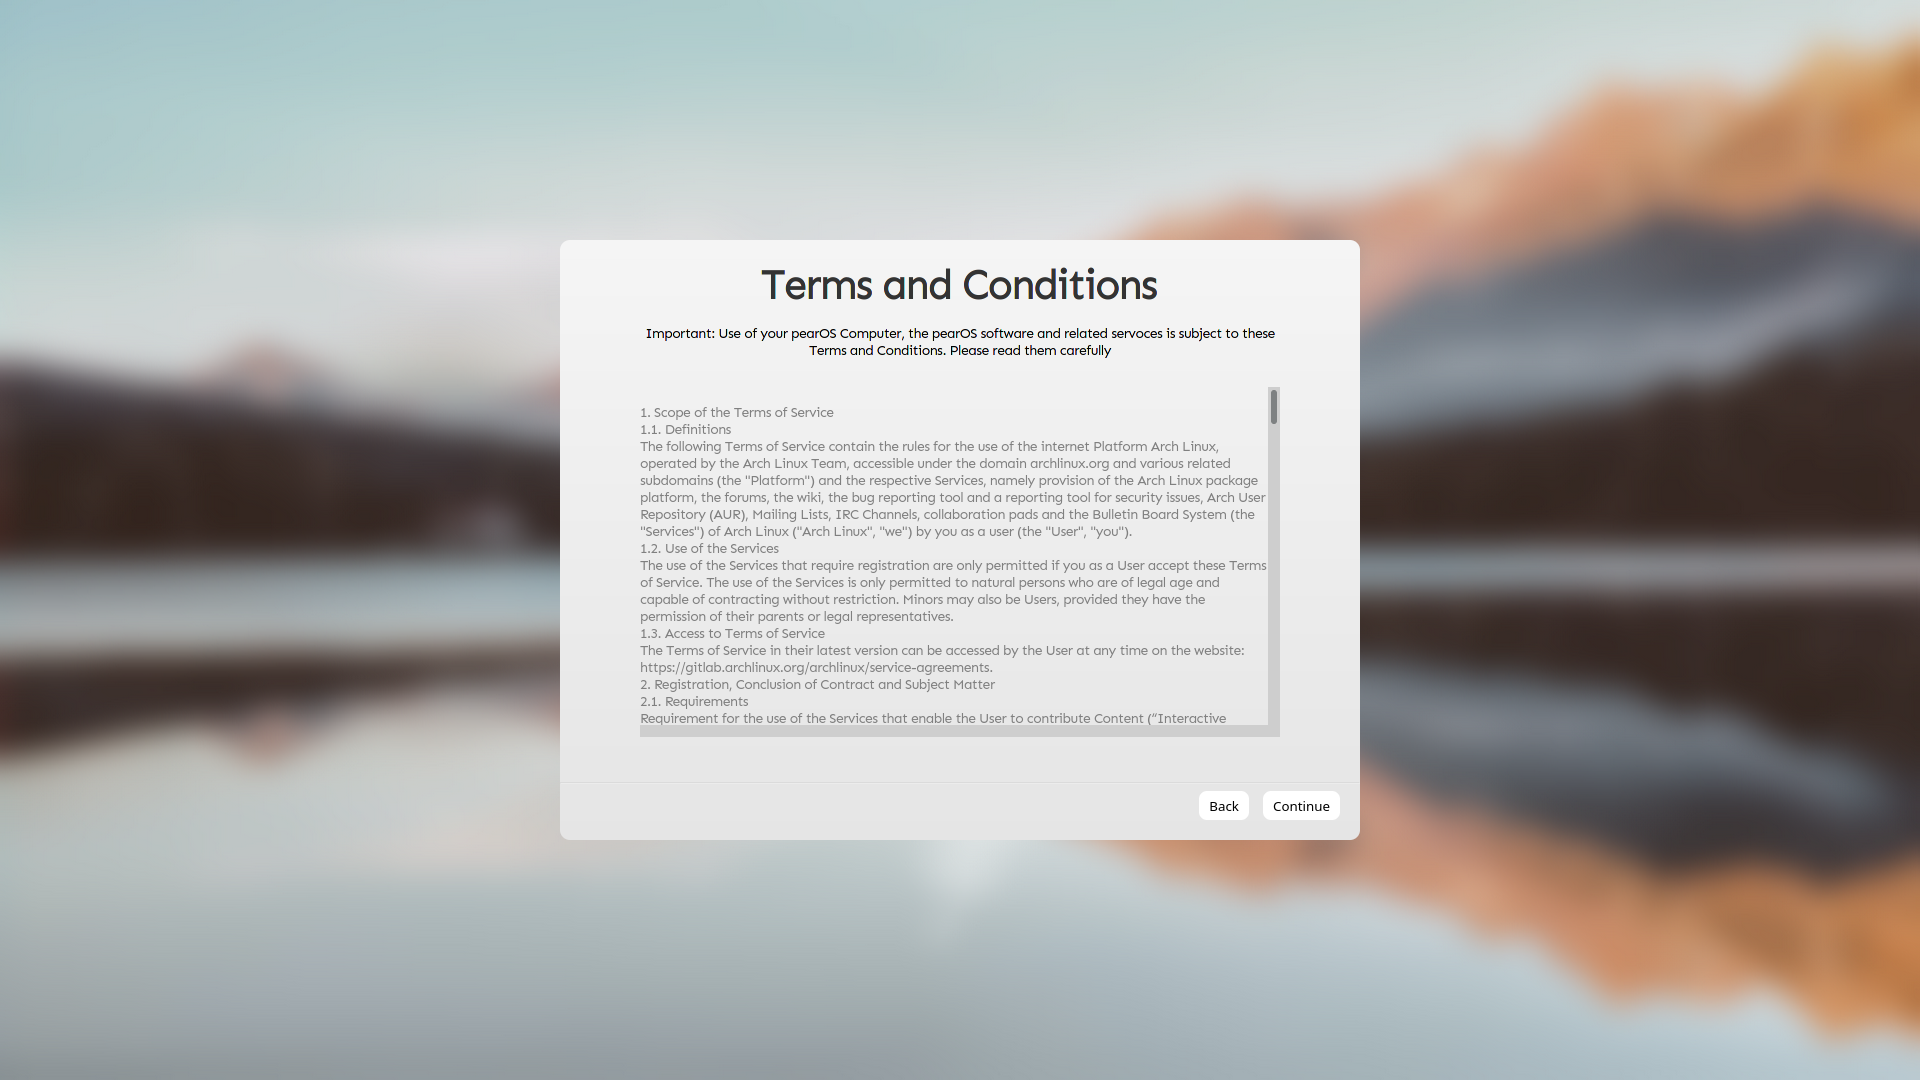 Terms and Conditions
Important: Use of your pearOS Computer, the pearOS software and related servoces is subject to these
Terms and Conditions. Please read them carefully
1. Scope of the Terms of Service
1.1. Definitions
The following Terms of Service contain the rules for the use of the internet Platform Arch Linux,
operated by the Arch Linux Team, accessible under the domain archlinux.org and various related
subdomains (the "Platform") and the respective Services, namely provision of the Arch Linux package
platform, the forums, the wiki, the bug reporting tool and a reporting tool for security issues, Arch User
Repository (AUR), Mailing Lists, IRC Channels, collaboration pads and the Bulletin Board System (the
"Services") of Arch Linux ("Arch Linux", "we") by you as a user (the "User", "you").
1.2. Use of the Services
The use of the Services that require registration are only permitted if you as a User accept these Terms
of Service. The use of the Services is only permitted to natural persons who are of legal age and
capable of contracting without restriction. Minors may also be Users, provided they have the
permission of their parents or legal representatives.
1.3. Access to Terms of Service
The Terms of Service in their latest version can be accessed by the User at any time on the website:
https://gitlab.archlinux.org/archlinux/service-agreements.
2. Registration, Conclusion of Contract and Subject Matter
2.1. Requirements
Requirement for the use of the Services that enable the User to contribute Content (“Interactive
Back Continue